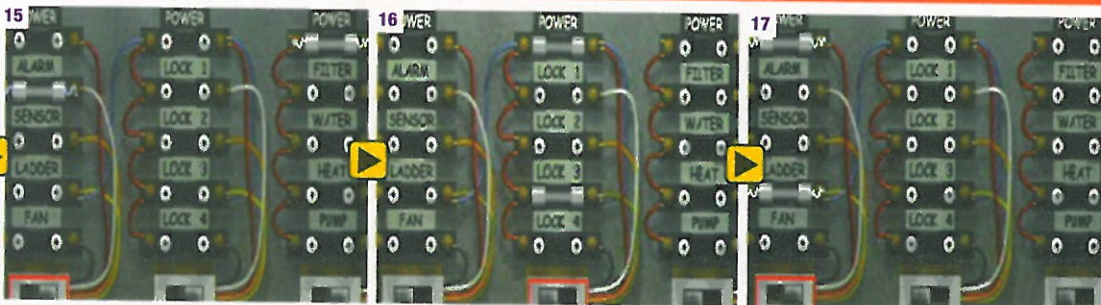 15 WER POWER POWER
ALARM LOCK 1 FILTER
SENSOR LOCK 2 WATER
LADDER LOCK 3 HEAT
FAN LOCK 4 PUMP
16 WER POWER POWER
ALARM LOCK 1 FILTER
SENSOR LOCK 2 WATER
LADDER LOCK 3 HEAT
FAN LOCK 4 PUMP
17 WER POWER POWER
ALARM LOCK 1 FILTER
SENSOR LOCK 2 WATER
LADDER LOCK 3 HEAT
FAN LOCK 4 PUMP